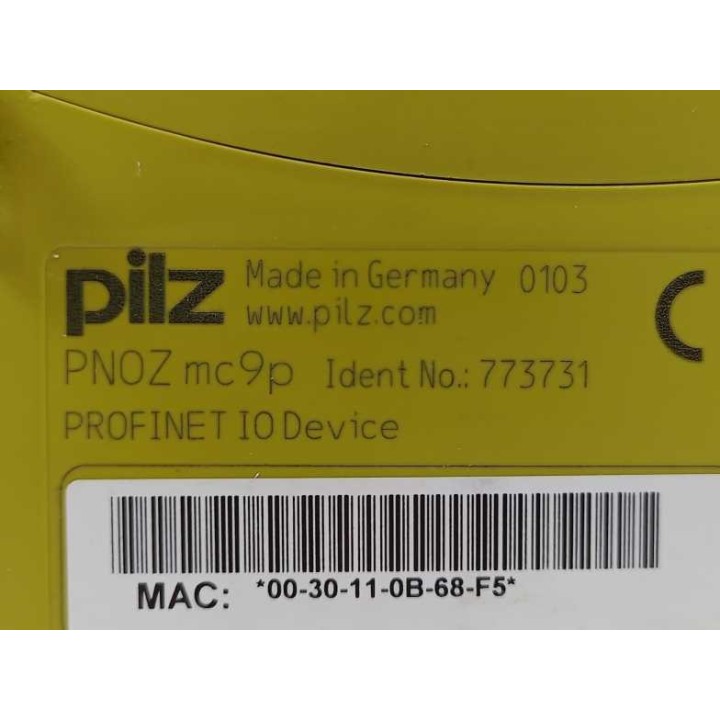 pilz Made in Germany 0103
www.pilz.com
PNOZ mc9p Ident No.: 773731
PROFINET IO Device
MAC: *00-30-11-0B-68-F5*